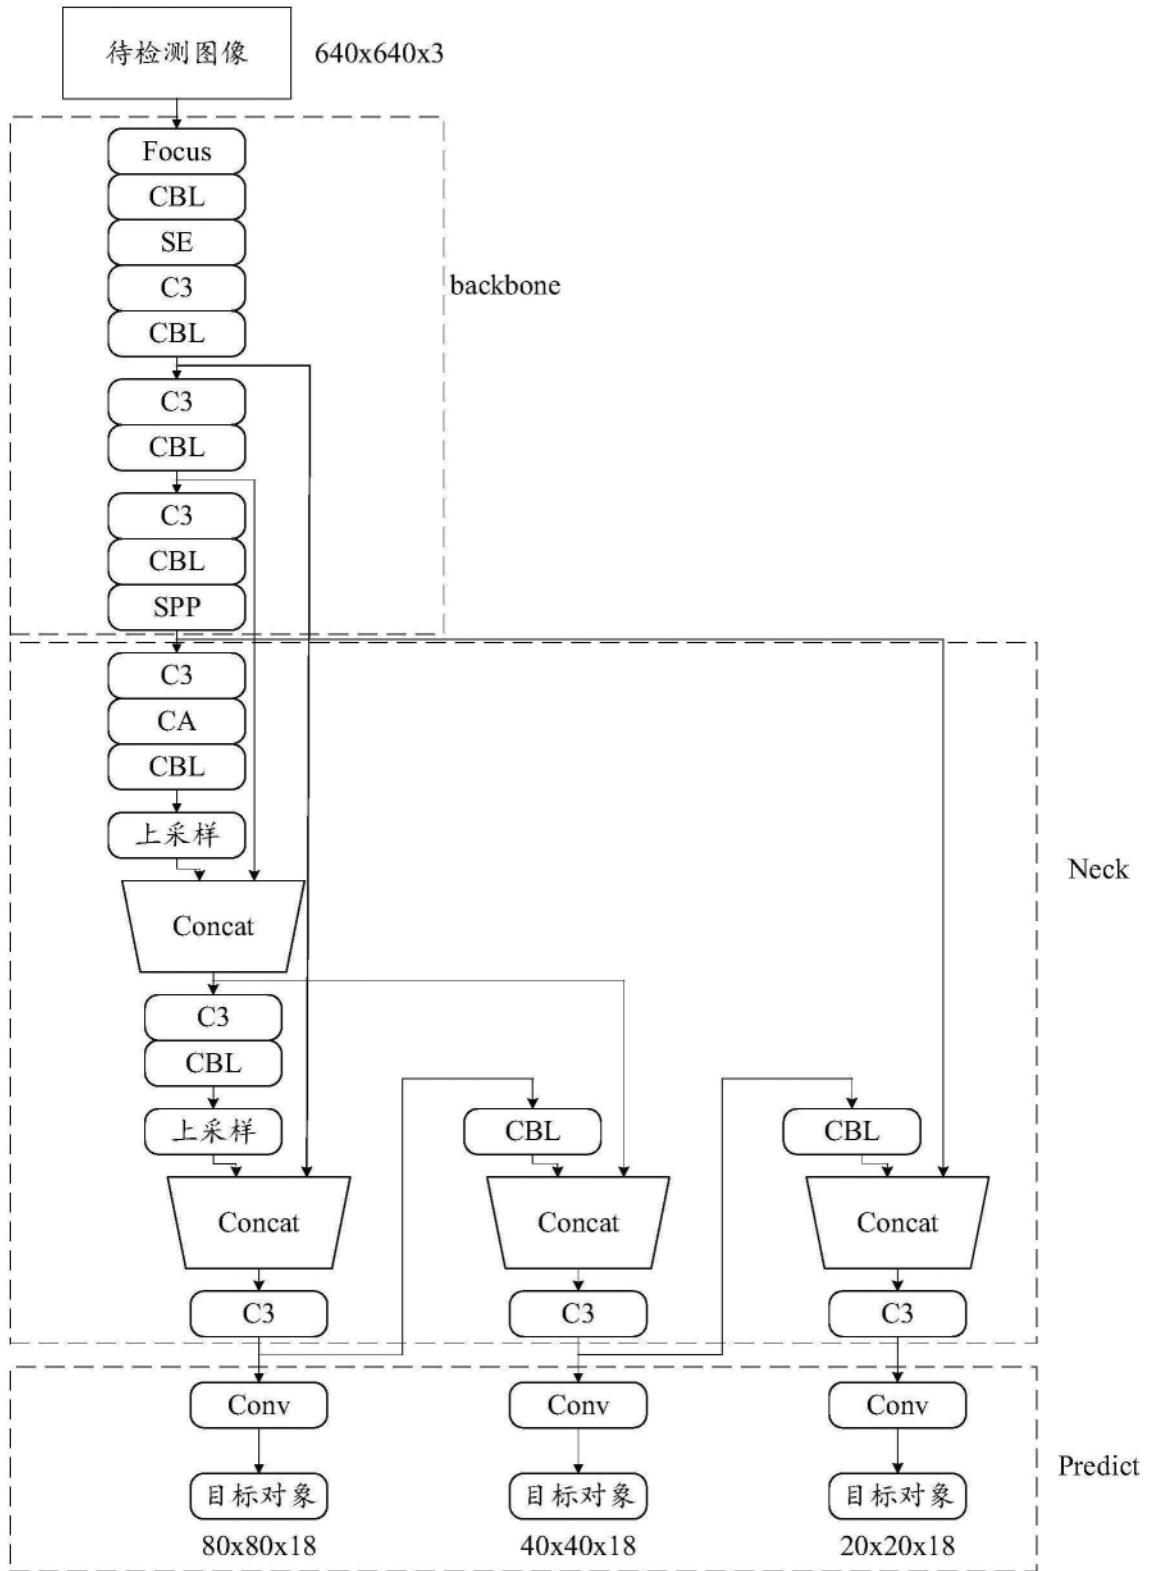 待检测图像
640x640x3
Focus
CBL
SE
C3
CBL
backbone
C3
CBL
C3
CBL
SPP
C3
CA
CBL
上采样
Concat
Neck
C3
CBL
上采样
CBL
CBL
Concat
Concat
Concat
C3
C3
C3
Conv
Conv
Conv
Predict
目标对象
目标对象
目标对象
80x80x18
40x40x18
20x20x18